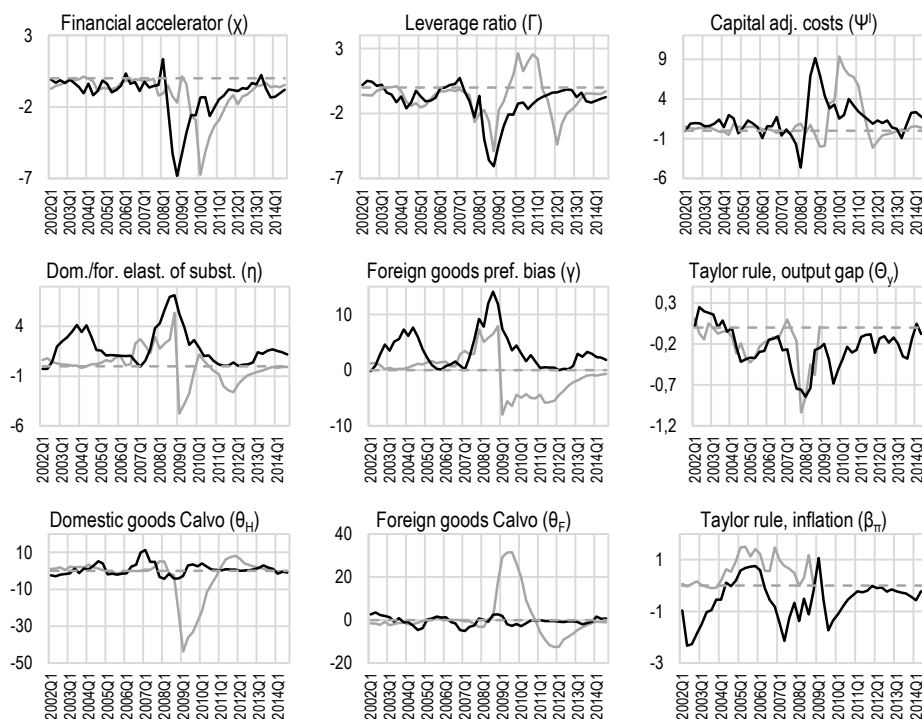 Financial accelerator (χ)
3
-2
-7
2002Q1
2003Q1
2004Q1
2005Q1
2006Q1
2007Q1
2008Q1
2009Q1
2010Q1
2011Q1
2012Q1
2013Q1
2014Q1
Leverage ratio (Γ)
3
-2
-7
2002Q1
2003Q1
2004Q1
2005Q1
2006Q1
2007Q1
2008Q1
2009Q1
2010Q1
2011Q1
2012Q1
2013Q1
2014Q1
Capital adj. costs (Ψᴵ)
9
4
-1
-6
2002Q1
2003Q1
2004Q1
2005Q1
2006Q1
2007Q1
2008Q1
2009Q1
2010Q1
2011Q1
2012Q1
2013Q1
2014Q1
Dom./for. elast. of subst. (η)
4
-1
-6
2002Q1
2003Q1
2004Q1
2005Q1
2006Q1
2007Q1
2008Q1
2009Q1
2010Q1
2011Q1
2012Q1
2013Q1
2014Q1
Foreign goods pref. bias (γ)
10
0
-10
2002Q1
2003Q1
2004Q1
2005Q1
2006Q1
2007Q1
2008Q1
2009Q1
2010Q1
2011Q1
2012Q1
2013Q1
2014Q1
Taylor rule, output gap (Θy)
0,3
-0,2
-0,7
-1,2
2002Q1
2003Q1
2004Q1
2005Q1
2006Q1
2007Q1
2008Q1
2009Q1
2010Q1
2011Q1
2012Q1
2013Q1
2014Q1
Domestic goods Calvo (θH)
10
-10
-30
-50
2002Q1
2003Q1
2004Q1
2005Q1
2006Q1
2007Q1
2008Q1
2009Q1
2010Q1
2011Q1
2012Q1
2013Q1
2014Q1
Foreign goods Calvo (θF)
40
20
0
-20
2002Q1
2003Q1
2004Q1
2005Q1
2006Q1
2007Q1
2008Q1
2009Q1
2010Q1
2011Q1
2012Q1
2013Q1
2014Q1
Taylor rule, inflation (βπ)
1
-1
-3
2002Q1
2003Q1
2004Q1
2005Q1
2006Q1
2007Q1
2008Q1
2009Q1
2010Q1
2011Q1
2012Q1
2013Q1
2014Q1